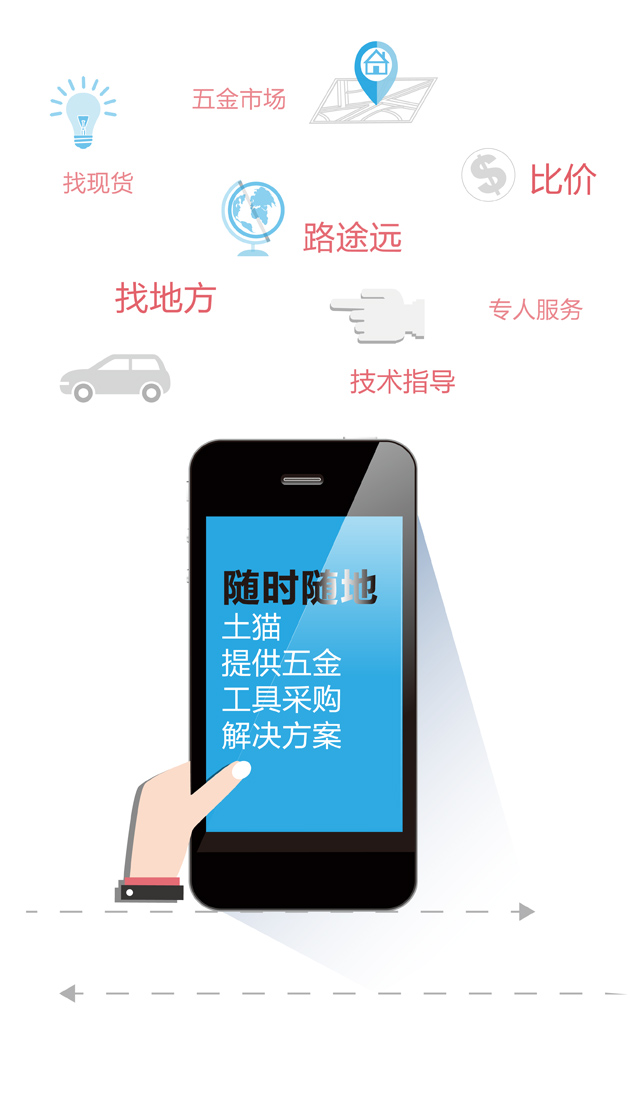 五金市场
找现货
比价
路途远
找地方
专人服务
技术指导
随时随地
土猫
提供五金
工具采购
解决方案